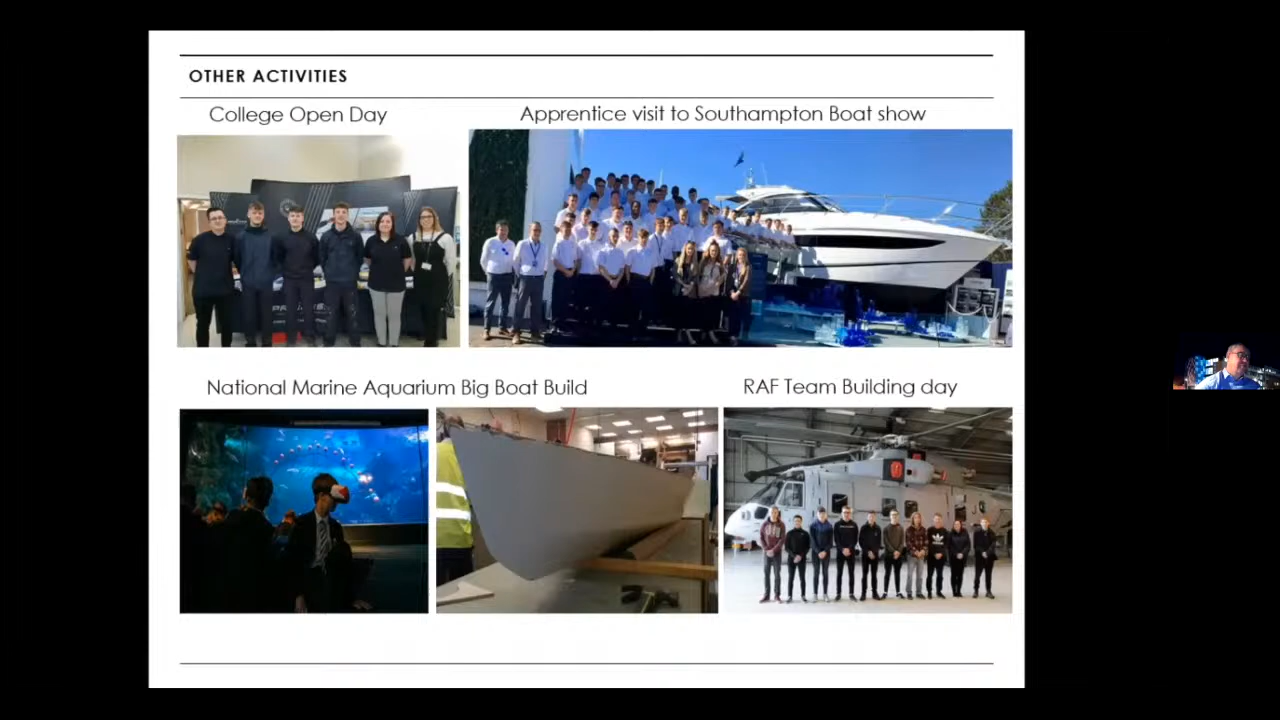 OTHER ACTIVITIES
College Open Day
Apprentice visit to Southampton Boat show
National Marine Aquarium Big Boat Build
RAF Team Building day